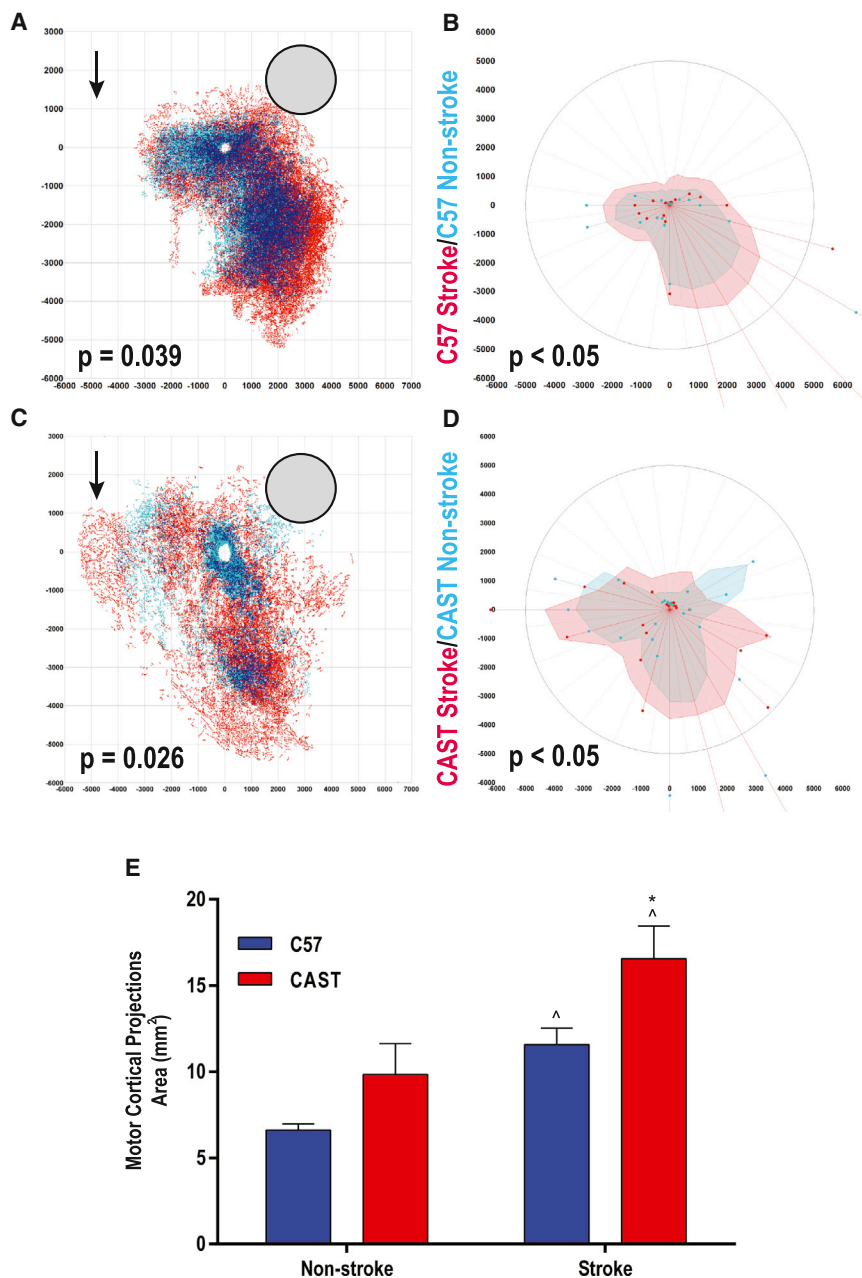 A
3000
2000
1000
0
-1000
-2000
-3000
-4000
-5000
-6000
-6000 -5000 -4000 -3000 -2000 -1000 0 1000 2000 3000 4000 5000 6000 7000
p = 0.039
B
C57 Stroke/C57 Non-stroke
6000
5000
4000
3000
2000
1000
0
-1000
-2000
-3000
-4000
-5000
-6000
-6000 -5000 -4000 -3000 -2000 -1000 0 1000 2000 3000 4000 5000 6000
p < 0.05
C
3000
2000
1000
0
-1000
-2000
-3000
-4000
-5000
-6000
-6000 -5000 -4000 -3000 -2000 -1000 0 1000 2000 3000 4000 5000 6000 7000
p = 0.026
D
CAST Stroke/CAST Non-stroke
6000
5000
4000
3000
2000
1000
0
-1000
-2000
-3000
-4000
-5000
-6000
-6000 -5000 -4000 -3000 -2000 -1000 0 1000 2000 3000 4000 5000 6000
p < 0.05
E
Motor Cortical Projections
Area (mm²)
20
15
10
5
0
C57
CAST
^
*
^
Non-stroke Stroke